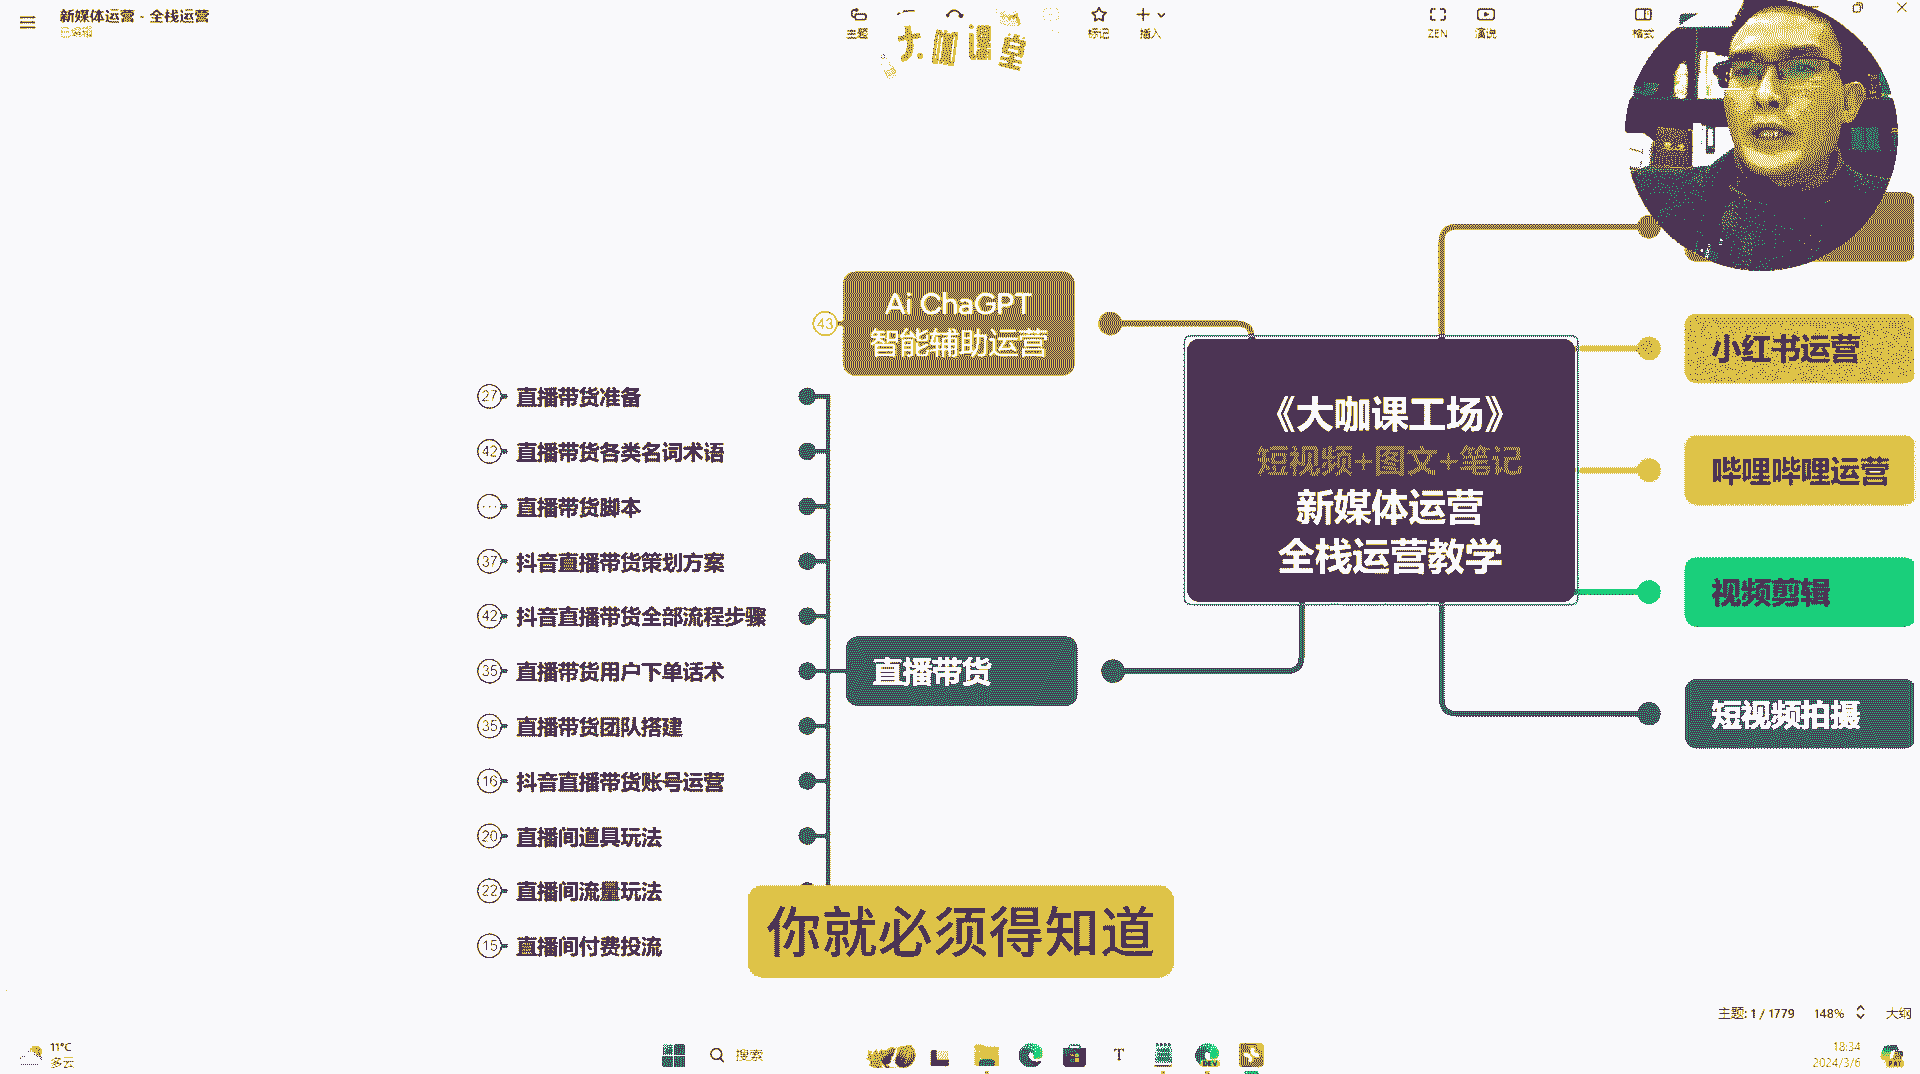 新媒体运营 - 全栈运营
已编辑
主题
标记
插入
ZEN
演说
格式
大咖课堂
Ai ChaGPT
智能辅助运营
43
27
直播带货准备
42
直播带货各类名词术语
直播带货脚本
37
抖音直播带货策划方案
42
抖音直播带货全部流程步骤
35
直播带货用户下单话术
35
直播带货团队搭建
16
抖音直播带货账号运营
20
直播间道具玩法
22
直播间流量玩法
15
直播间付费投流
直播带货
《大咖课工场》
短视频+图文+笔记
新媒体运营
全栈运营教学
小红书运营
哔哩哔哩运营
视频剪辑
短视频拍摄
你就必须得知道
主题: 1 / 1779
148%
大纲
11°C
多云
搜索
T
DEV
18:34
2024/3/6